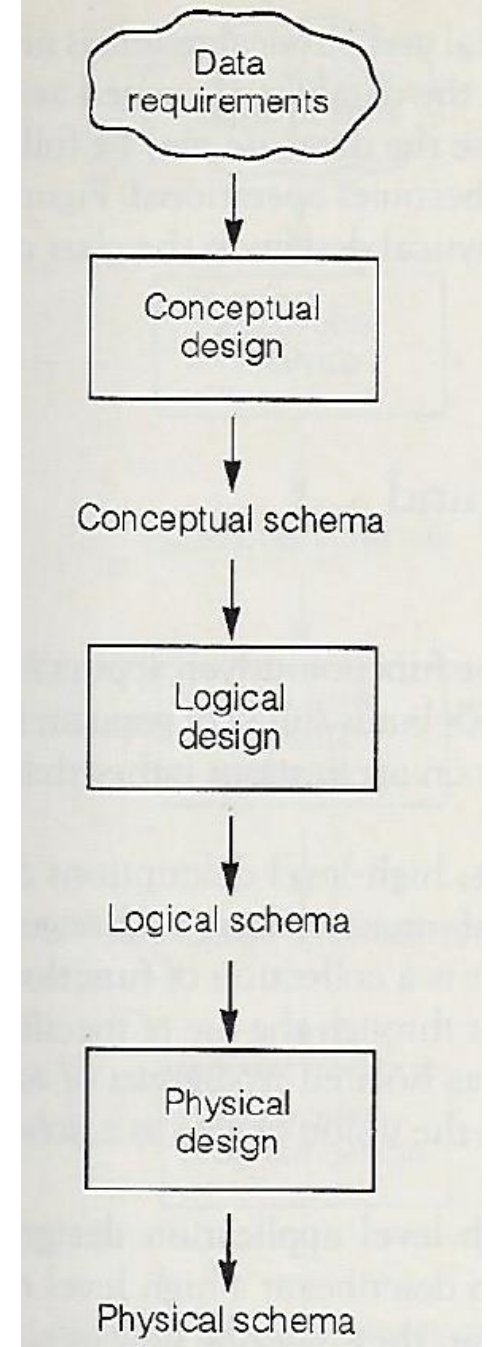 Data
requirements
Conceptual
design
Conceptual schema
Logical
design
Logical schema
Physical
design
Physical schema